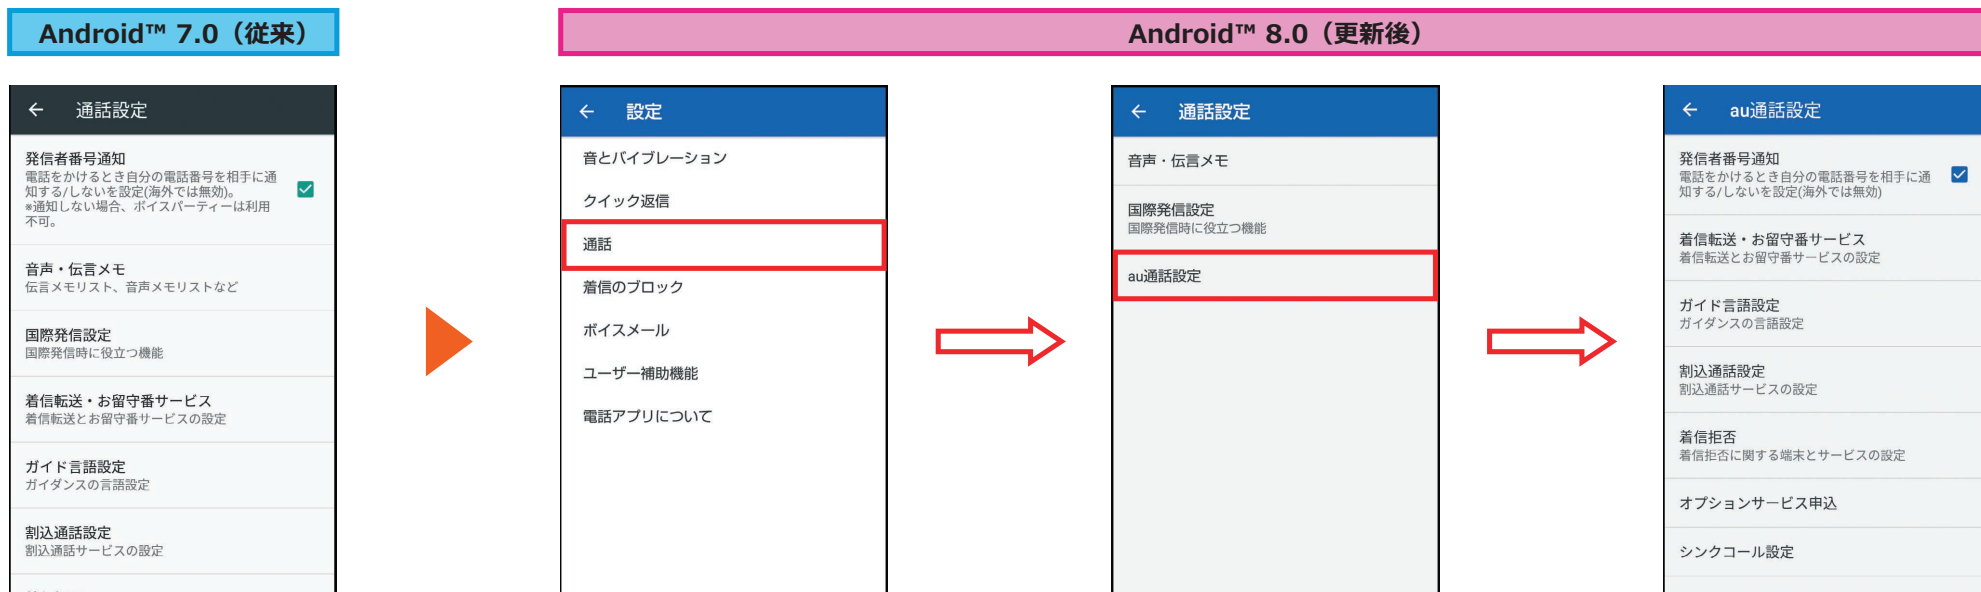 Android™ 7.0（従来）
Android™ 8.0（更新後）
通話設定
発信者番号通知
電話をかけるとき自分の電話番号を相手に通
知する/しないを設定(海外では無効)。
※通知しない場合、ボイスパーティーは利用
不可。
音声・伝言メモ
伝言メモリスト、音声メモリストなど
国際発信設定
国際発信時に役立つ機能
着信転送・お留守番サービス
着信転送とお留守番サービスの設定
ガイド言語設定
ガイダンスの言語設定
割込通話設定
割込通話サービスの設定
設定
音とバイブレーション
クイック返信
通話
着信のブロック
ボイスメール
ユーザー補助機能
電話アプリについて
通話設定
音声・伝言メモ
国際発信設定
国際発信時に役立つ機能
au通話設定
au通話設定
発信者番号通知
電話をかけるとき自分の電話番号を相手に通
知する/しないを設定(海外では無効)
着信転送・お留守番サービス
着信転送とお留守番サービスの設定
ガイド言語設定
ガイダンスの言語設定
割込通話設定
割込通話サービスの設定
着信拒否
着信拒否に関する端末とサービスの設定
オプションサービス申込
シンクコール設定